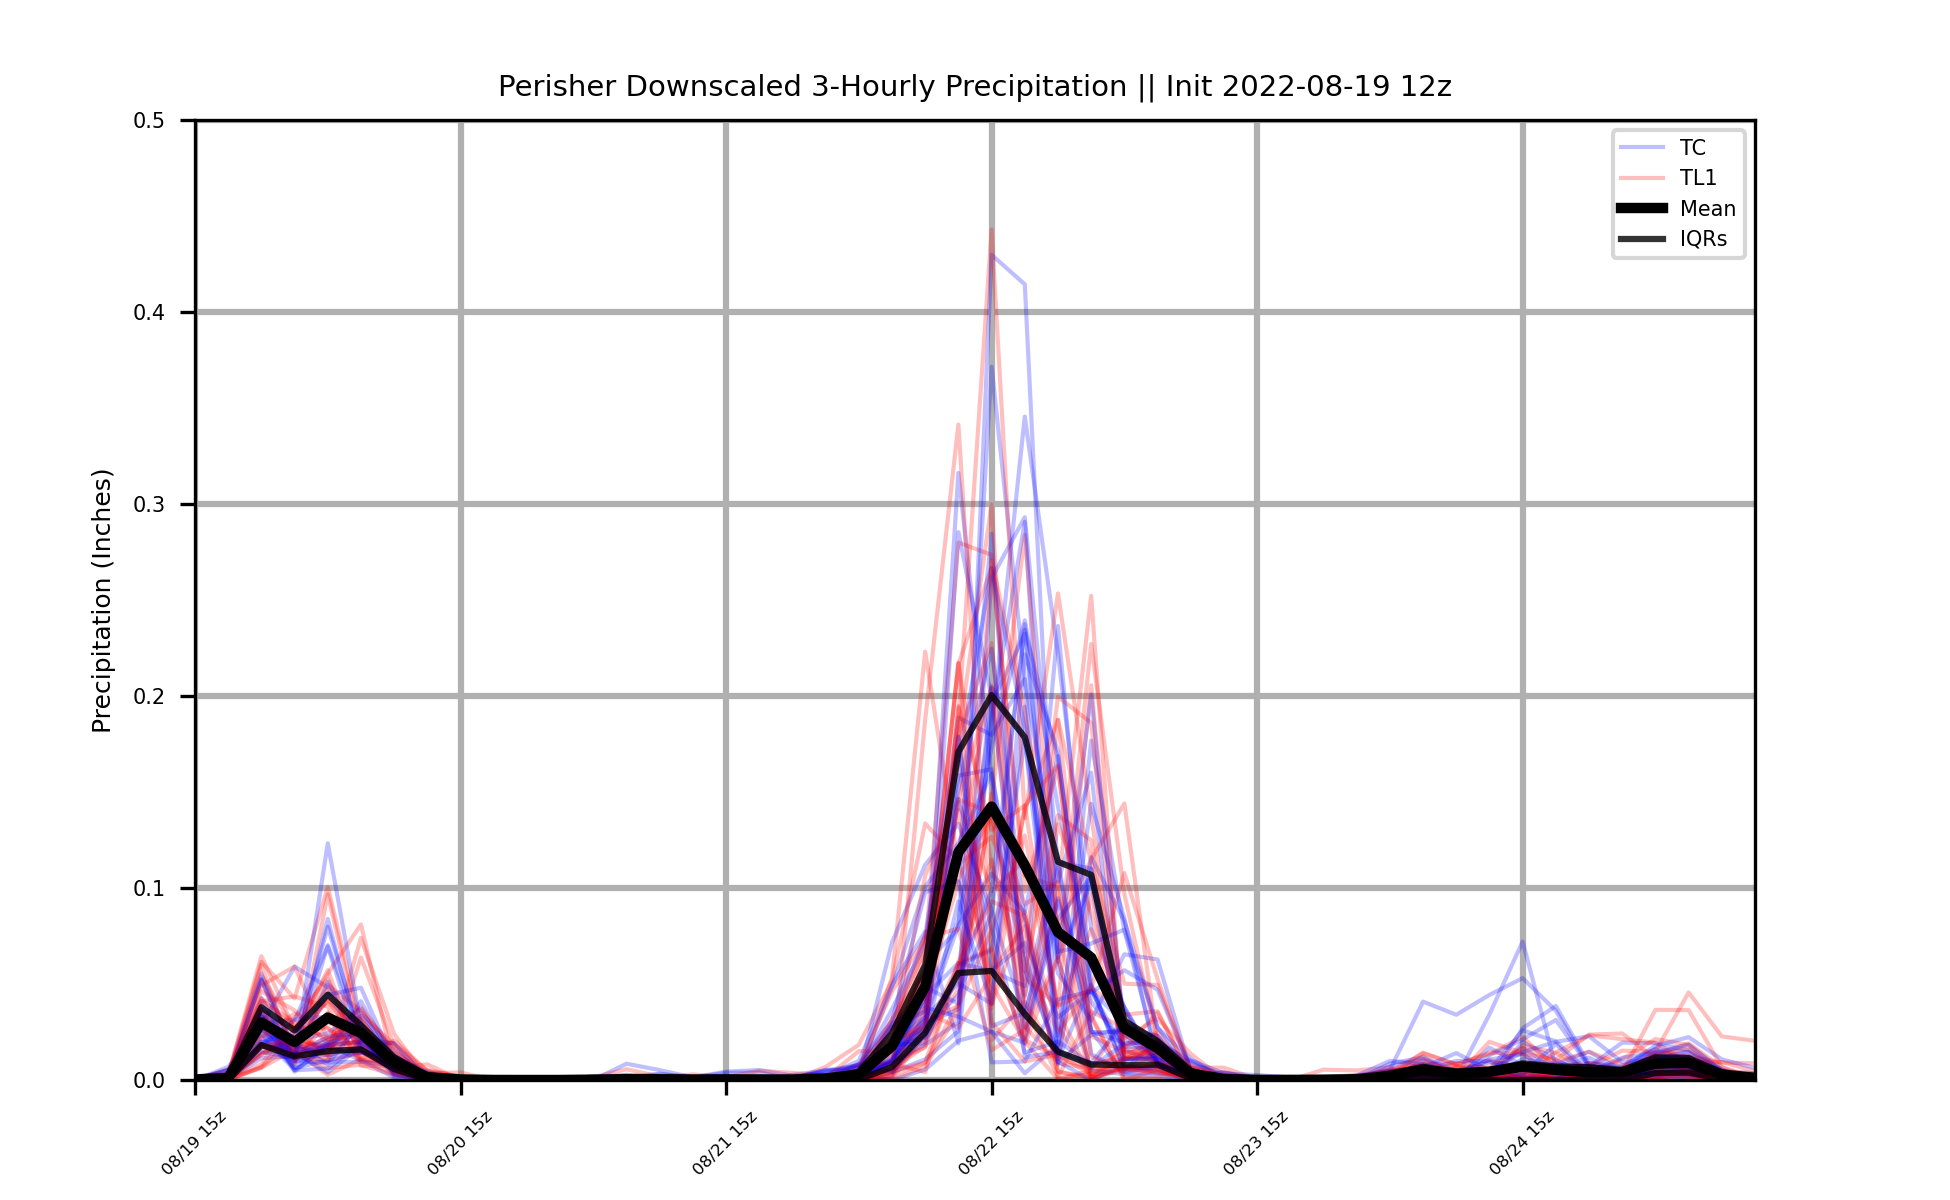 Perisher Downscaled 3-Hourly Precipitation || Init 2022-08-19 12z
Precipitation (Inches)
0.5
0.4
0.3
0.2
0.1
0.0
TC
TL1
Mean
IQRs
08/19 15z
08/20 15z
08/21 15z
08/22 15z
08/23 15z
08/24 15z